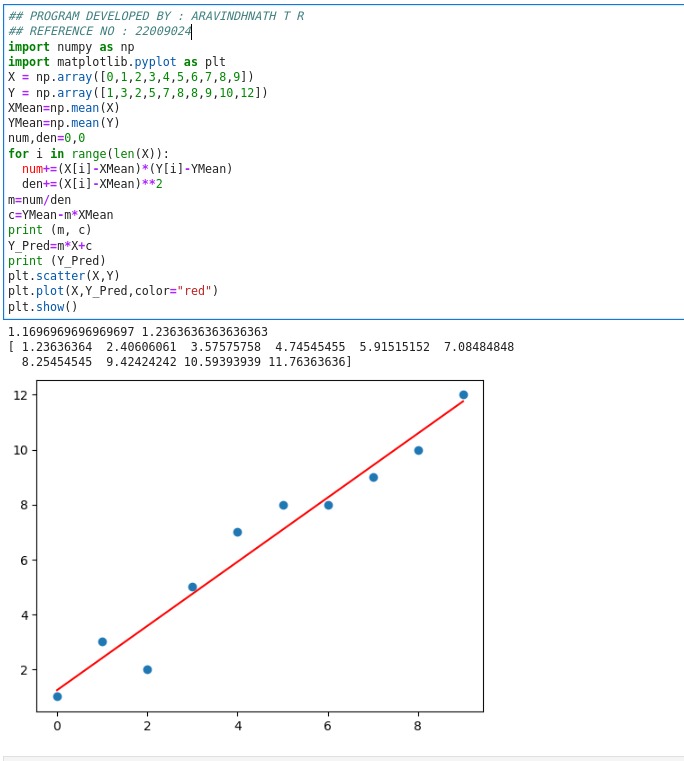 ## PROGRAM DEVELOPED BY : ARAVINDHNATH T R
## REFERENCE NO : 22009024
import numpy as np
import matplotlib.pyplot as plt
X = np.array([0,1,2,3,4,5,6,7,8,9])
Y = np.array([1,3,2,5,7,8,8,9,10,12])
XMean=np.mean(X)
YMean=np.mean(Y)
num,den=0,0
for i in range(len(X)):
  num+=(X[i]-XMean)*(Y[i]-YMean)
  den+=(X[i]-XMean)**2
m=num/den
c=YMean-m*XMean
print (m, c)
Y_Pred=m*X+c
print (Y_Pred)
plt.scatter(X,Y)
plt.plot(X,Y_Pred,color="red")
plt.show()
1.1696969696969697 1.2363636363636363
[ 1.23636364  2.40606061  3.57575758  4.74545455  5.91515152  7.08484848
  8.25454545  9.42424242 10.59393939 11.76363636]
12
10
8
6
4
2
0 2 4 6 8